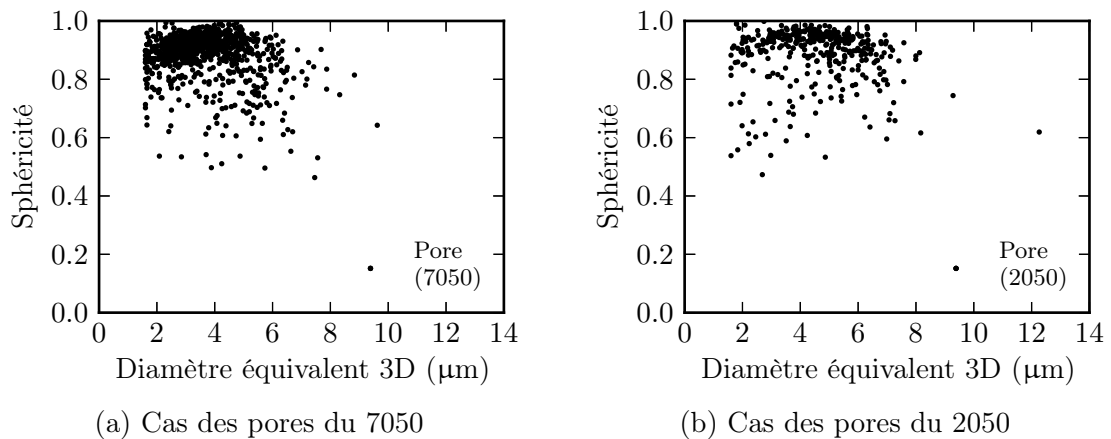 1.0
0.8
0.6
0.4
0.2
0.0
Sphéricité
Pore
(7050)
0 2 4 6 8 10 12 14
Diamètre équivalent 3D (μm)
(a) Cas des pores du 7050
1.0
0.8
0.6
0.4
0.2
0.0
Sphéricité
Pore
(2050)
0 2 4 6 8 10 12 14
Diamètre équivalent 3D (μm)
(b) Cas des pores du 2050